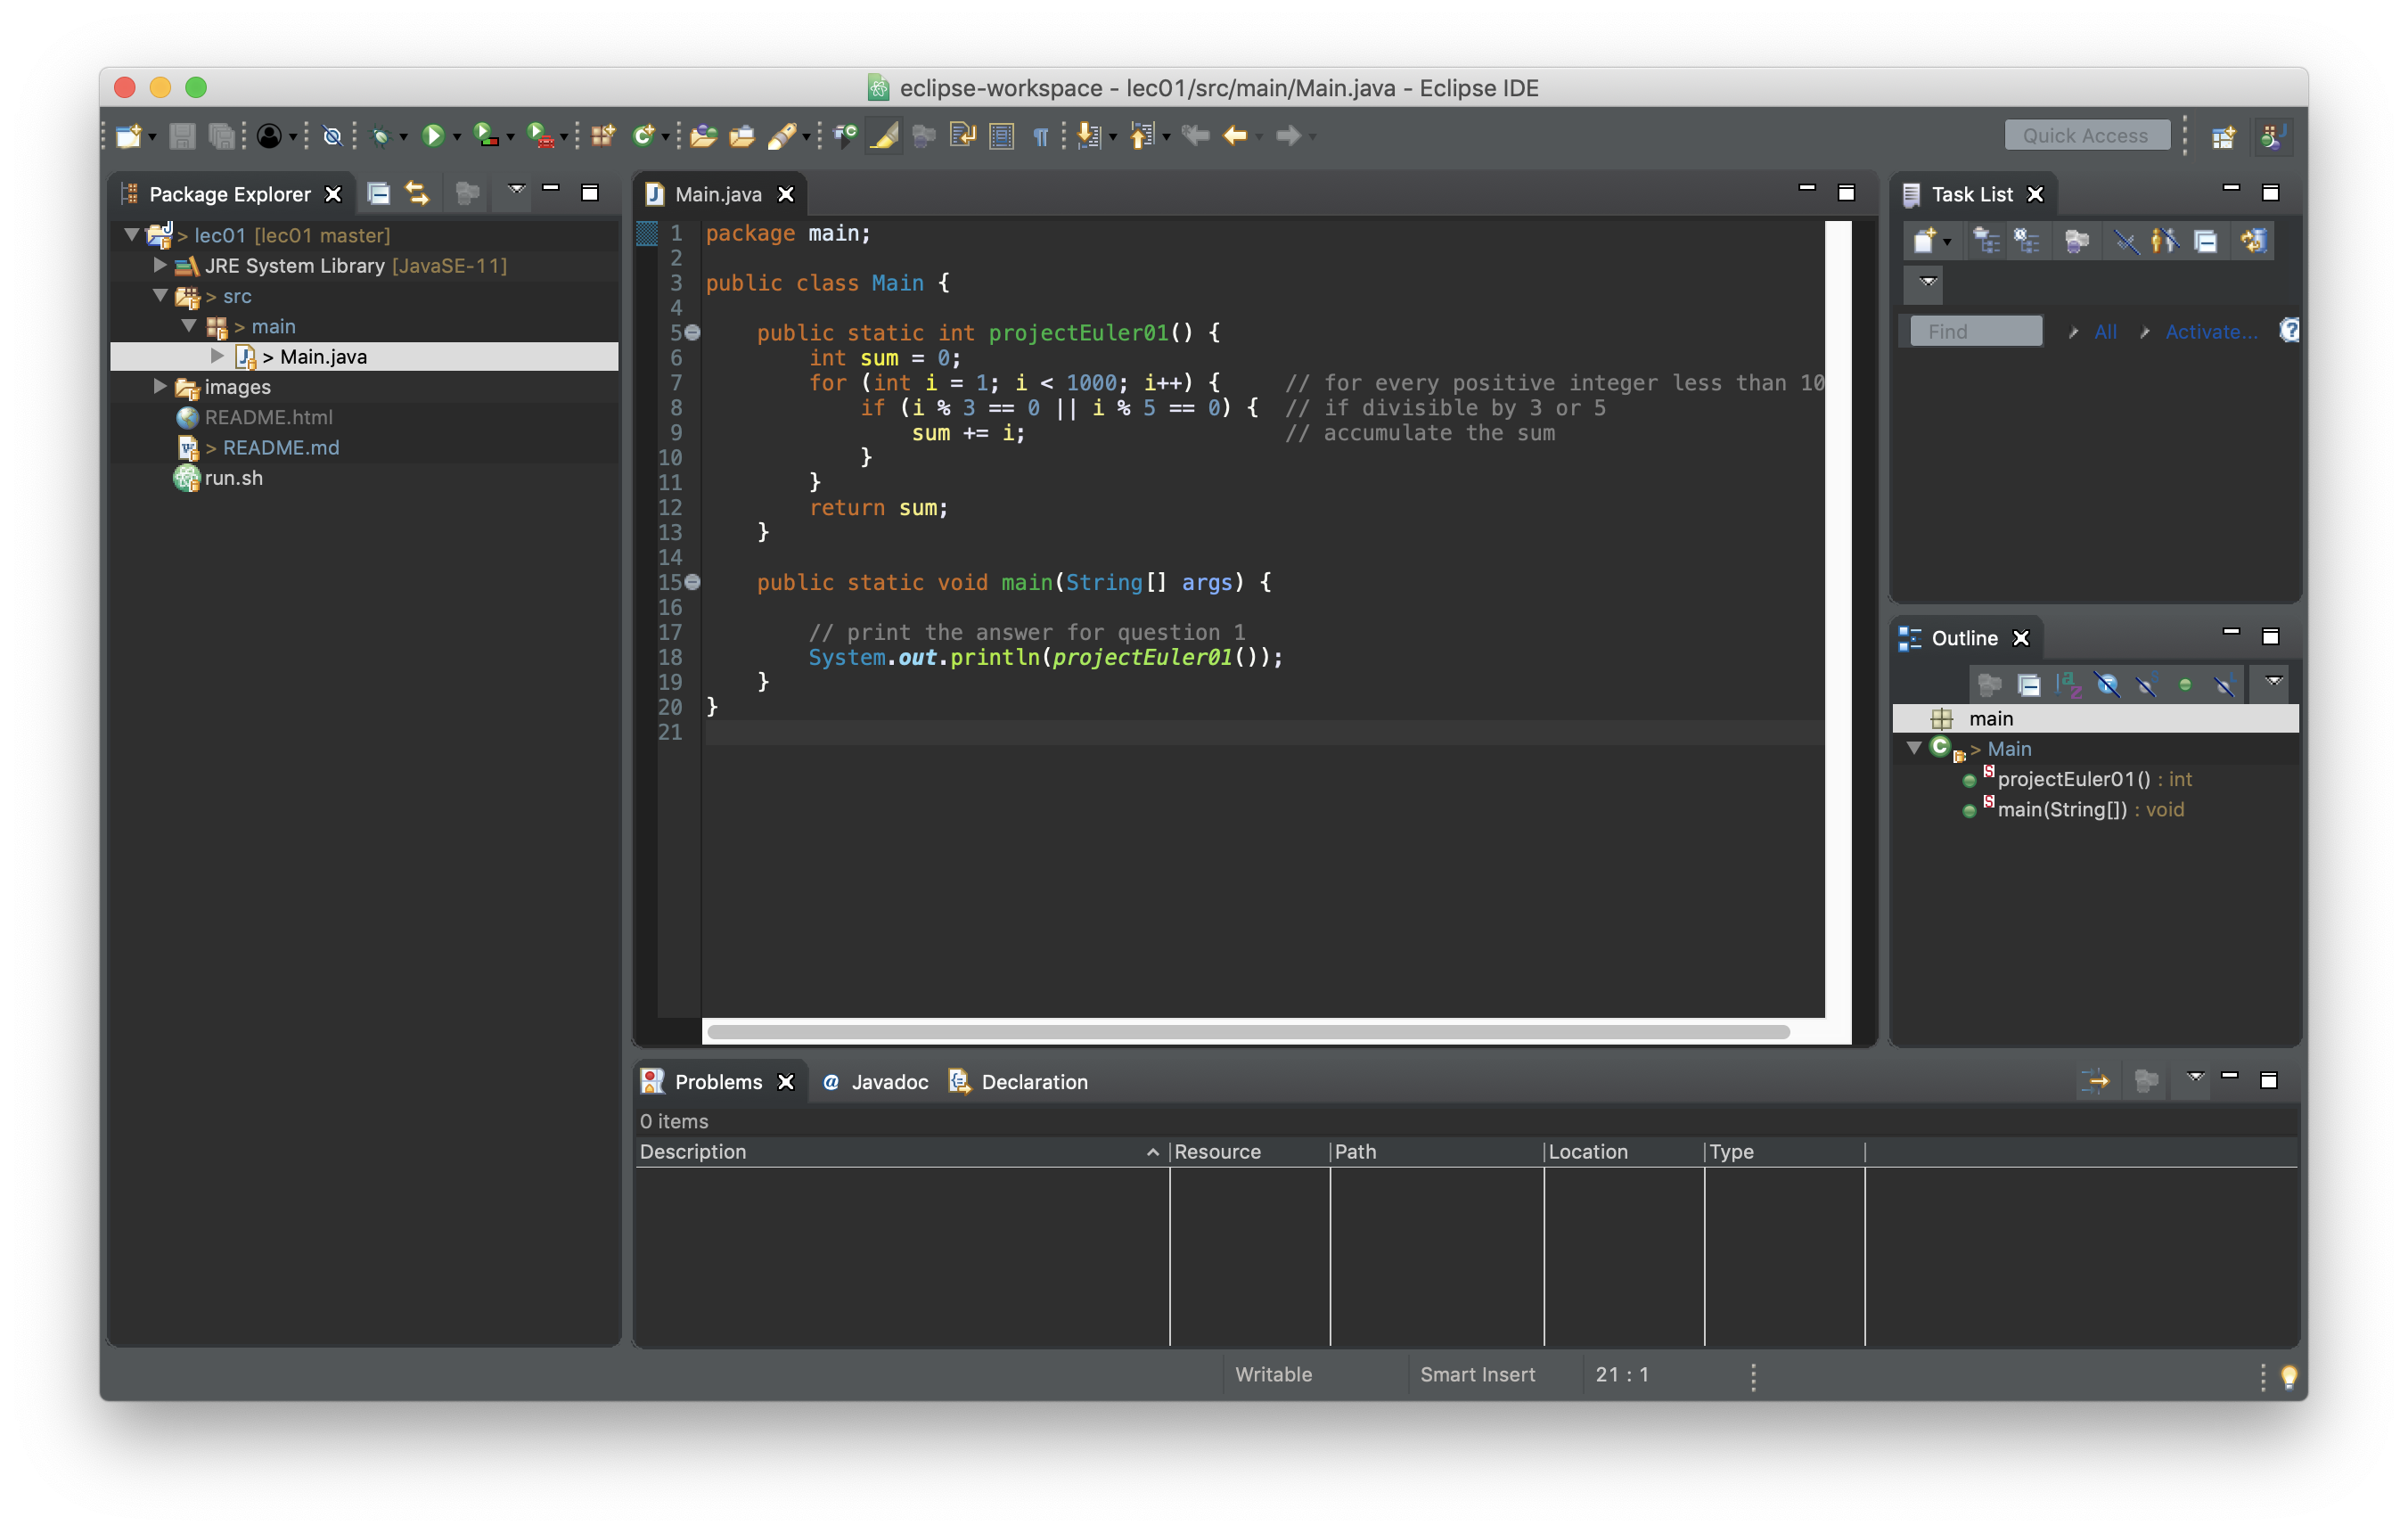 eclipse-workspace - lec01/src/main/Main.java - Eclipse IDE
Quick Access
Package Explorer
> lec01 [lec01 master]
JRE System Library [JavaSE-11]
> src
> main
> Main.java
images
README.html
> README.md
run.sh
Main.java
1 package main;
2
3 public class Main {
4
5 public static int projectEuler01() {
6 int sum = 0;
7 for (int i = 1; i < 1000; i++) { // for every positive integer less than 10
8 if (i % 3 == 0 || i % 5 == 0) { // if divisible by 3 or 5
9 sum += i; // accumulate the sum
10 }
11 }
12 return sum;
13 }
14
15 public static void main(String[] args) {
16
17 // print the answer for question 1
18 System.out.println(projectEuler01());
19 }
20 }
21
Task List
Find
All
Activate...
Outline
main
> Main
projectEuler01() : int
main(String[]) : void
Problems
@ Javadoc
Declaration
0 items
Description Resource Path Location Type
Writable Smart Insert 21 : 1